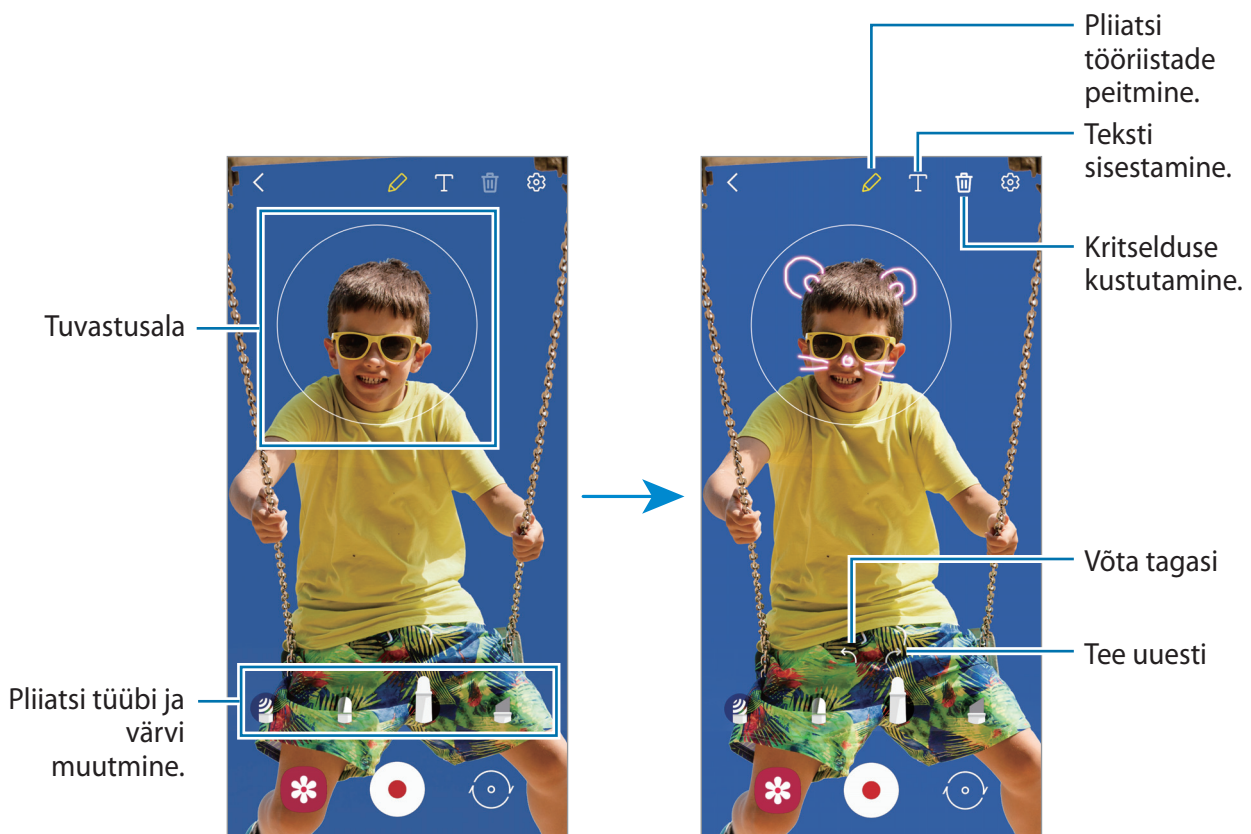 Pliiatsi
tööriistade
peitmine.
Teksti
sisestamine.
Kritselduse
kustutamine.
Tuvastusala
Võta tagasi
Tee uuesti
Pliiatsi tüübi ja
värvi
muutmine.